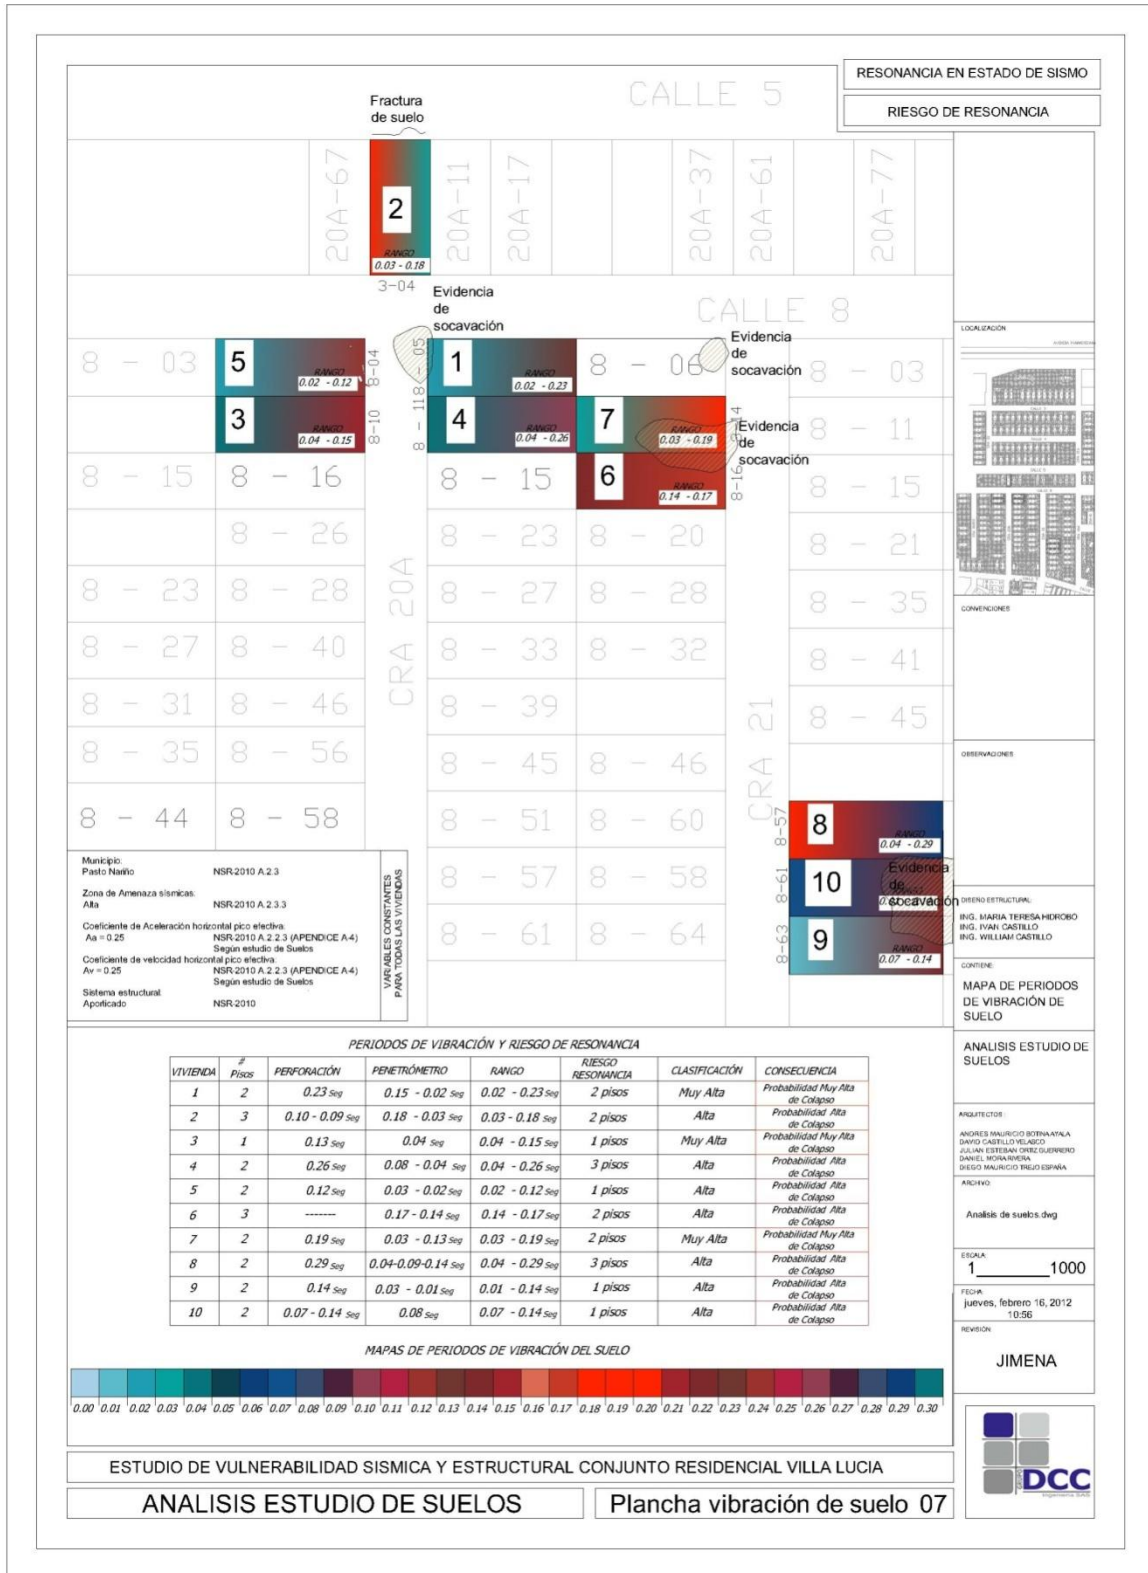 RESONANCIA EN ESTADO DE SISMO
RIESGO DE RESONANCIA
CALLE 5
Fractura
de suelo
20A-67
2
RANGO
0.03 - 0.18
20A-11
20A-17
20A-37
20A-61
20A-77
3-04
CALLE 8
Evidencia
de
socavación
Evidencia
de
socavación
8 - 03
5
RANGO
0.02 - 0.12
8-04
8 - 05
1
RANGO
0.02 - 0.23
8 - 06
8 - 03
3
RANGO
0.04 - 0.15
8-10
8 - 11
4
RANGO
0.04 - 0.26
7
RANGO
0.03 - 0.19
8-14
Evidencia
de
socavación
8 - 11
8 - 15
8 - 16
8 - 15
6
RANGO
0.14 - 0.17
8-16
8 - 15
8 - 26
8 - 23
8 - 20
8 - 21
8 - 23
8 - 28
8 - 27
8 - 28
8 - 35
8 - 27
8 - 40
8 - 33
8 - 32
8 - 41
8 - 31
8 - 46
8 - 39
8 - 45
8 - 35
8 - 56
8 - 45
8 - 46
8 - 44
8 - 58
8 - 51
8 - 60
8 - 57
8 - 58
8 - 61
8 - 64
CRA 20A
CRA 21
8-57
8
RANGO
0.04 - 0.29
8-61
10
Evidencia
de
socavación
8-63
9
RANGO
0.07 - 0.14
Municipio:
Pasto Nariño NSR-2010 A.2.3
Zona de Amenaza sísmicas:
Alta NSR-2010 A.2.3.3
Coeficiente de Aceleración horizontal pico efectiva:
Aa = 0.25 NSR-2010 A.2.2.3 (APENDICE A-4)
Según estudio de Suelos
Coeficiente de velocidad horizontal pico efectiva:
Av = 0.25 NSR-2010 A.2.2.3 (APENDICE A-4)
Según estudio de Suelos
Sistema estructural:
Aporticado NSR-2010
VARIABLES CONSTANTES
PARA TODAS LAS VIVIENDAS
LOCALIZACIÓN
CONVENCIONES
OBSERVACIONES
DISEÑO ESTRUCTURAL:
ING. MARIA TERESA HIDROBO
ING. IVAN CASTILLO
ING. WILLIAM CASTILLO
CONTIENE:
MAPA DE PERIODOS
DE VIBRACIÓN DE
SUELO
ANALISIS ESTUDIO DE
SUELOS
ARQUITECTOS:
ANDRES MAURICIO BOTINA AYALA
DAVID CASTILLO VELASCO
JULIAN ESTEBAN ORTIZ GUERRERO
DANIEL MORA RIVERA
DIEGO MAURICIO TREJO ESPAÑA
ARCHIVO:
Analisis de suelos.dwg
ESCALA:
1______1000
FECHA:
jueves, febrero 16, 2012
10:56
REVISIÓN:
JIMENA
PERIODOS DE VIBRACIÓN Y RIESGO DE RESONANCIA
VIVIENDA # Pisos PERFORACIÓN PENETRÓMETRO RANGO RIESGO RESONANCIA CLASIFICACIÓN CONSECUENCIA
1 2 0.23 Seg 0.15 - 0.02 Seg 0.02 - 0.23 Seg 2 pisos Muy Alta Probabilidad Muy Alta de Colapso
2 3 0.10 - 0.09 Seg 0.18 - 0.03 Seg 0.03 - 0.18 Seg 2 pisos Alta Probabilidad Alta de Colapso
3 1 0.13 Seg 0.04 Seg 0.04 - 0.15 Seg 1 pisos Muy Alta Probabilidad Muy Alta de Colapso
4 2 0.26 Seg 0.08 - 0.04 Seg 0.04 - 0.26 Seg 3 pisos Alta Probabilidad Alta de Colapso
5 2 0.12 Seg 0.03 - 0.02 Seg 0.02 - 0.12 Seg 1 pisos Alta Probabilidad Alta de Colapso
6 3 ------- 0.17 - 0.14 Seg 0.14 - 0.17 Seg 2 pisos Alta Probabilidad Alta de Colapso
7 2 0.19 Seg 0.03 - 0.13 Seg 0.03 - 0.19 Seg 2 pisos Muy Alta Probabilidad Muy Alta de Colapso
8 2 0.29 Seg 0.04-0.09-0.14 Seg 0.04 - 0.29 Seg 3 pisos Alta Probabilidad Alta de Colapso
9 2 0.14 Seg 0.03 - 0.01 Seg 0.01 - 0.14 Seg 1 pisos Alta Probabilidad Alta de Colapso
10 2 0.07 - 0.14 Seg 0.08 Seg 0.07 - 0.14 Seg 1 pisos Alta Probabilidad Alta de Colapso
MAPAS DE PERIODOS DE VIBRACIÓN DEL SUELO
0.00 0.01 0.02 0.03 0.04 0.05 0.06 0.07 0.08 0.09 0.10 0.11 0.12 0.13 0.14 0.15 0.16 0.17 0.18 0.19 0.20 0.21 0.22 0.23 0.24 0.25 0.26 0.27 0.28 0.29 0.30
ESTUDIO DE VULNERABILIDAD SISMICA Y ESTRUCTURAL CONJUNTO RESIDENCIAL VILLA LUCIA
ANALISIS ESTUDIO DE SUELOS
Plancha vibración de suelo 07
DCC